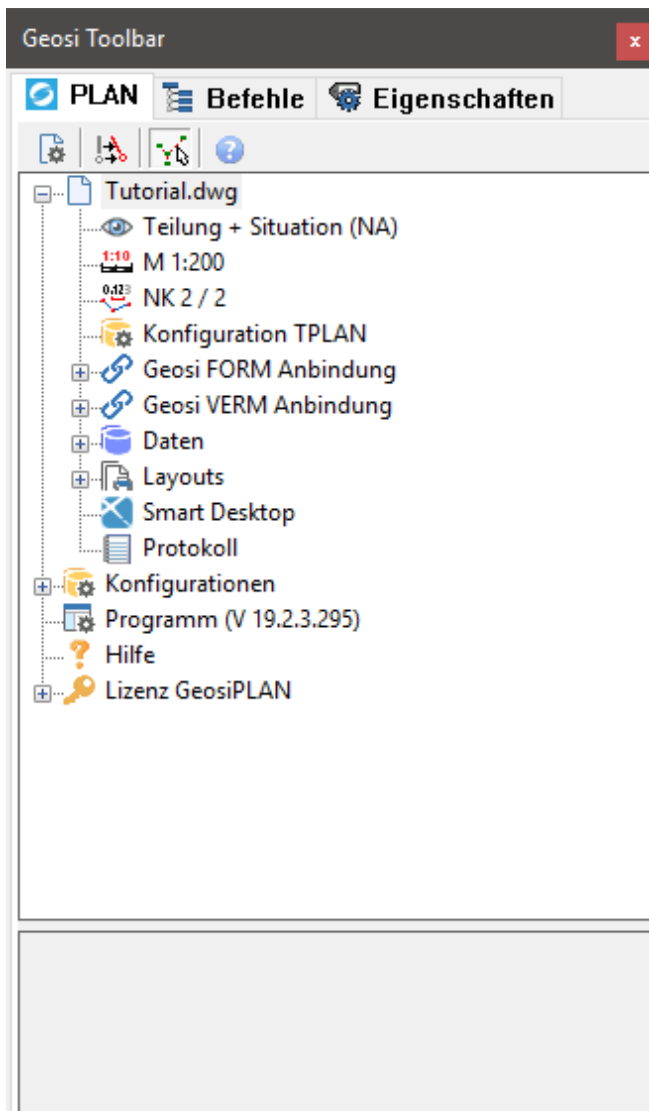 Geosi Toolbar
x
PLAN Befehle Eigenschaften
Tutorial.dwg
Teilung + Situation (NA)
1:10 M 1:200
0.123 NK 2 / 2
Konfiguration TPLAN
Geosi FORM Anbindung
Geosi VERM Anbindung
Daten
Layouts
Smart Desktop
Protokoll
Konfigurationen
Programm (V 19.2.3.295)
Hilfe
Lizenz GeosiPLAN